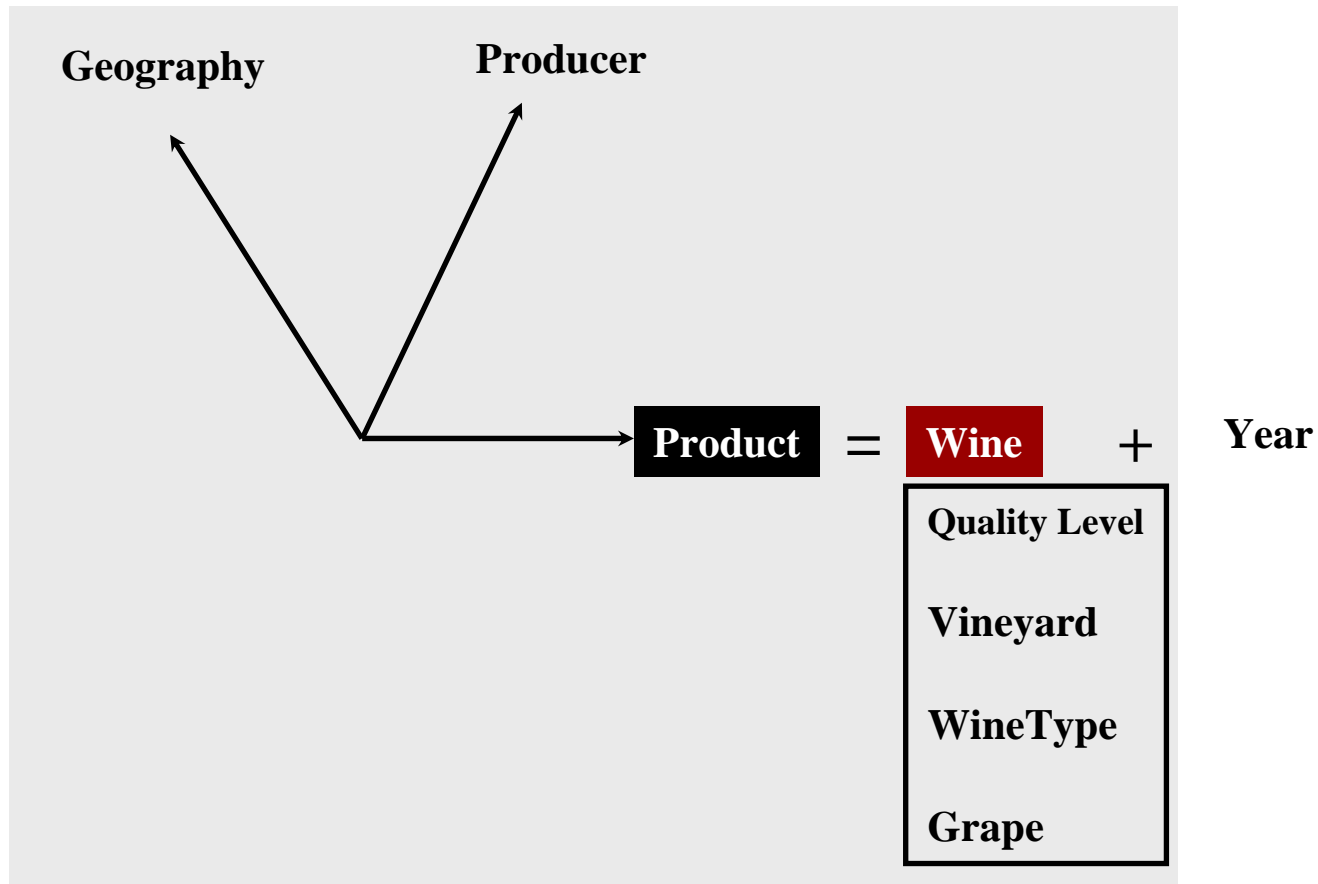 Geography
Producer
Product = Wine + Year
Quality Level
Vineyard
WineType
Grape